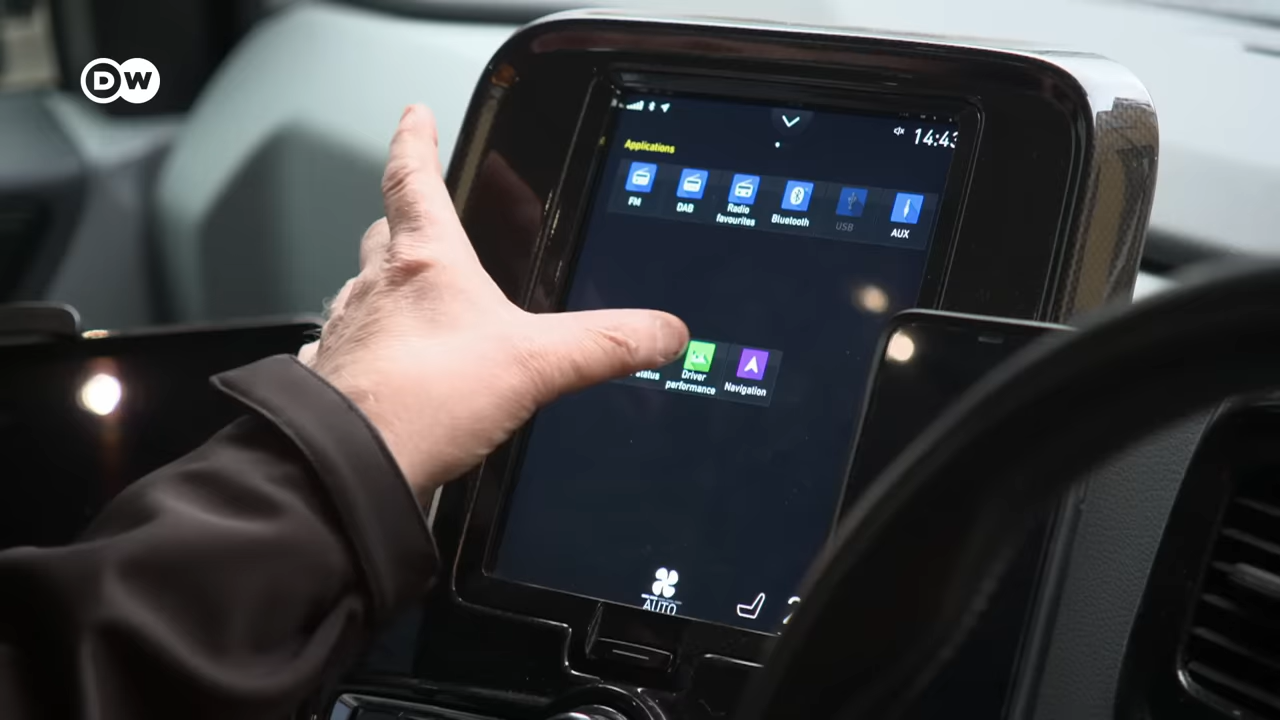 DW
14:43
Applications
FM
DAB
Radio
favourites
Bluetooth
USB
AUX
status
Driver
performance
Navigation
AUTO